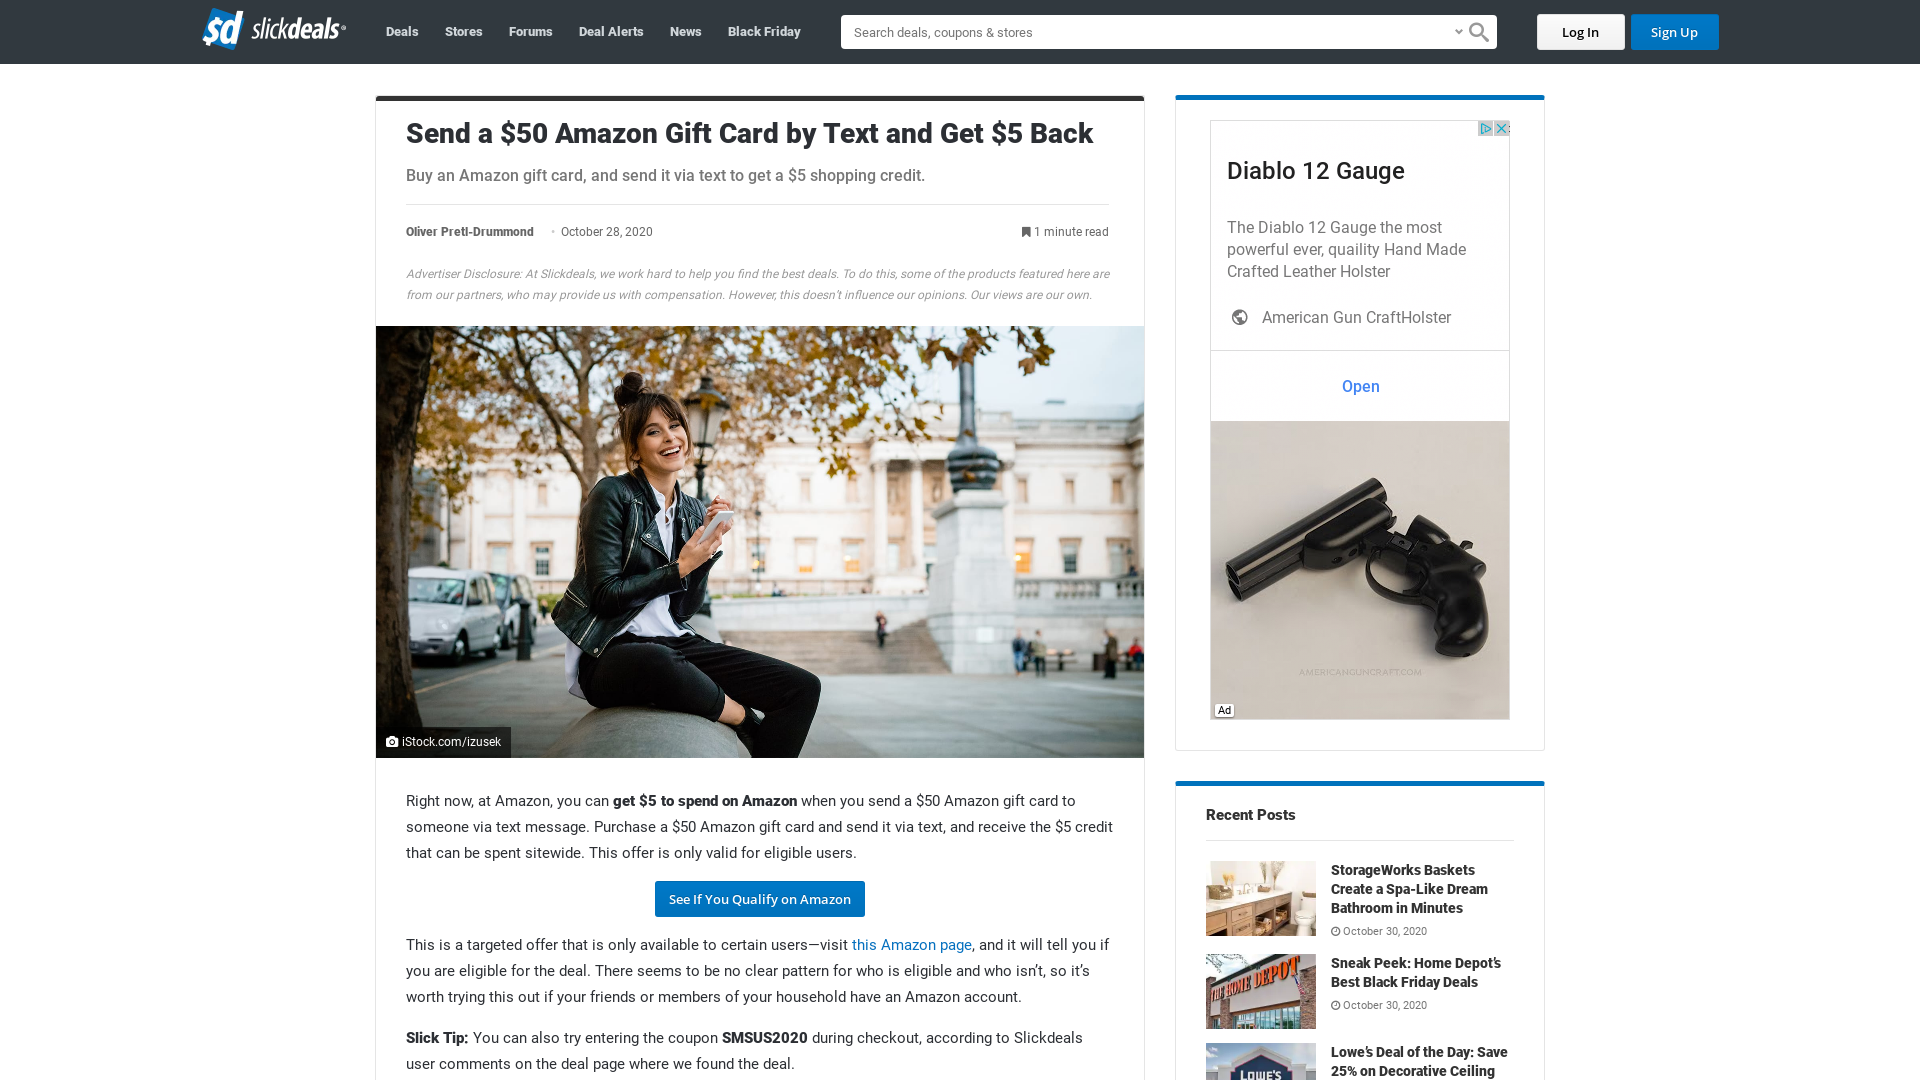 slickdeals
Deals
Stores
Forums
Deal Alerts
News
Black Friday
Search deals, coupons & stores
Log In
Sign Up
Send a $50 Amazon Gift Card by Text and Get $5 Back
Buy an Amazon gift card, and send it via text to get a $5 shopping credit.
Oliver Pretl-Drummond • October 28, 2020
1 minute read
Advertiser Disclosure: At Slickdeals, we work hard to help you find the best deals. To do this, some of the products featured here are
from our partners, who may provide us with compensation. However, this doesn’t influence our opinions. Our views are our own.
iStock.com/izusek
Right now, at Amazon, you can get $5 to spend on Amazon when you send a $50 Amazon gift card to
someone via text message. Purchase a $50 Amazon gift card and send it via text, and receive the $5 credit
that can be spent sitewide. This offer is only valid for eligible users.
See If You Qualify on Amazon
This is a targeted offer that is only available to certain users—visit this Amazon page, and it will tell you if
you are eligible for the deal. There seems to be no clear pattern for who is eligible and who isn’t, so it’s
worth trying this out if your friends or members of your household have an Amazon account.
Slick Tip: You can also try entering the coupon SMSUS2020 during checkout, according to Slickdeals
user comments on the deal page where we found the deal.
Diablo 12 Gauge
The Diablo 12 Gauge the most
powerful ever, quaility Hand Made
Crafted Leather Holster
American Gun CraftHolster
Open
AMERICANGUNCRAFT.COM
Ad
Recent Posts
StorageWorks Baskets
Create a Spa-Like Dream
Bathroom in Minutes
October 30, 2020
THE HOME DEPOT
Sneak Peek: Home Depot’s
Best Black Friday Deals
October 30, 2020
LOWE'S
Lowe’s Deal of the Day: Save
25% on Decorative Ceiling